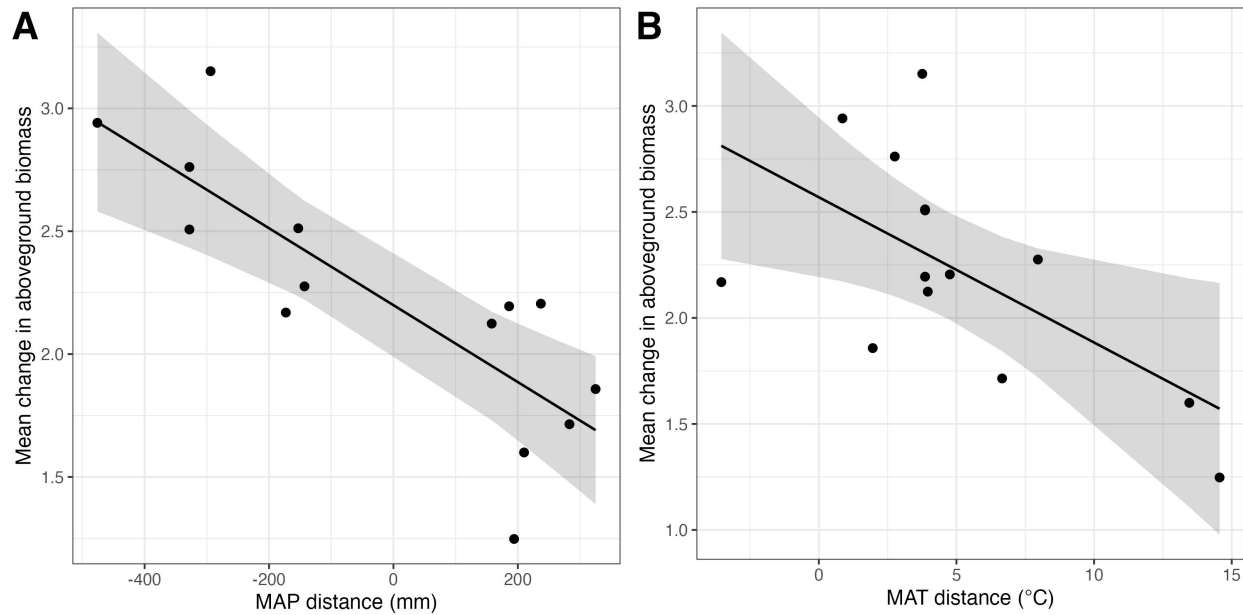 A
Mean change in aboveground biomass
3.0
2.5
2.0
1.5
-400 -200 0 200
MAP distance (mm)
B
Mean change in aboveground biomass
3.0
2.5
2.0
1.5
1.0
0 5 10 15
MAT distance (°C)